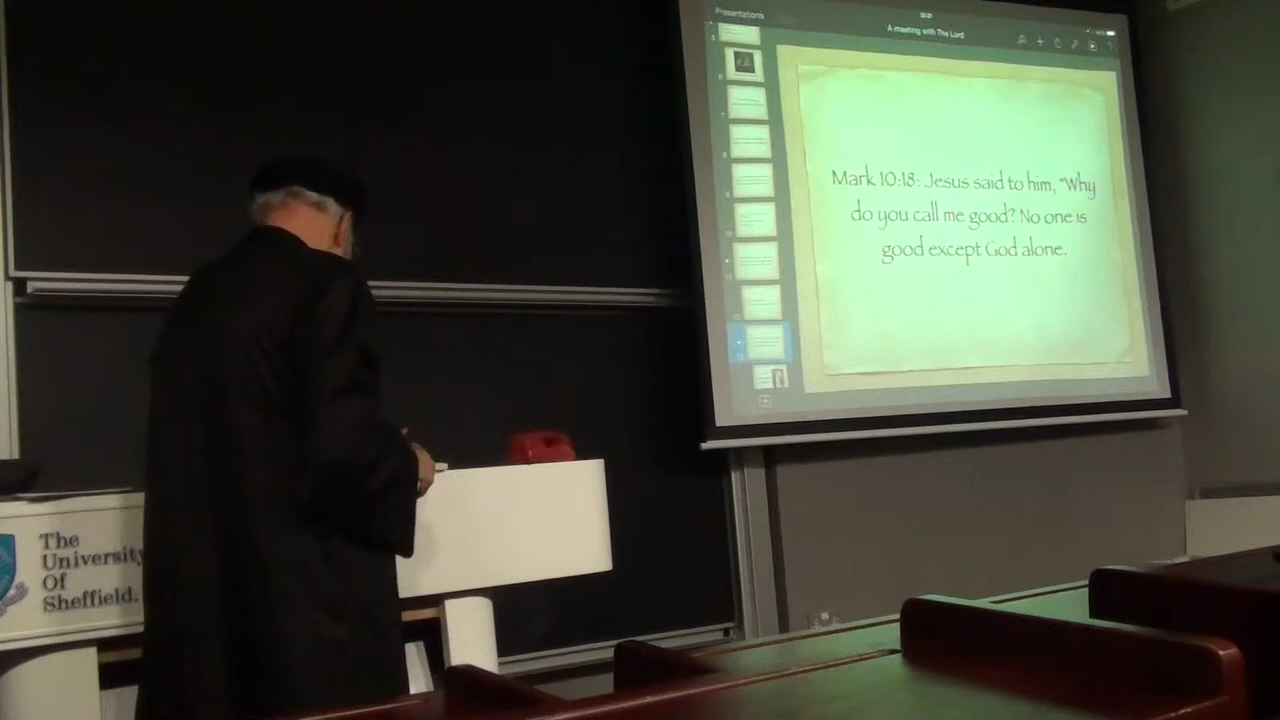 Presentations
A meeting with The Lord
Mark 10:18: Jesus said to him, "Why
do you call me good? No one is
good except God alone.
The
University
Of
Sheffield.